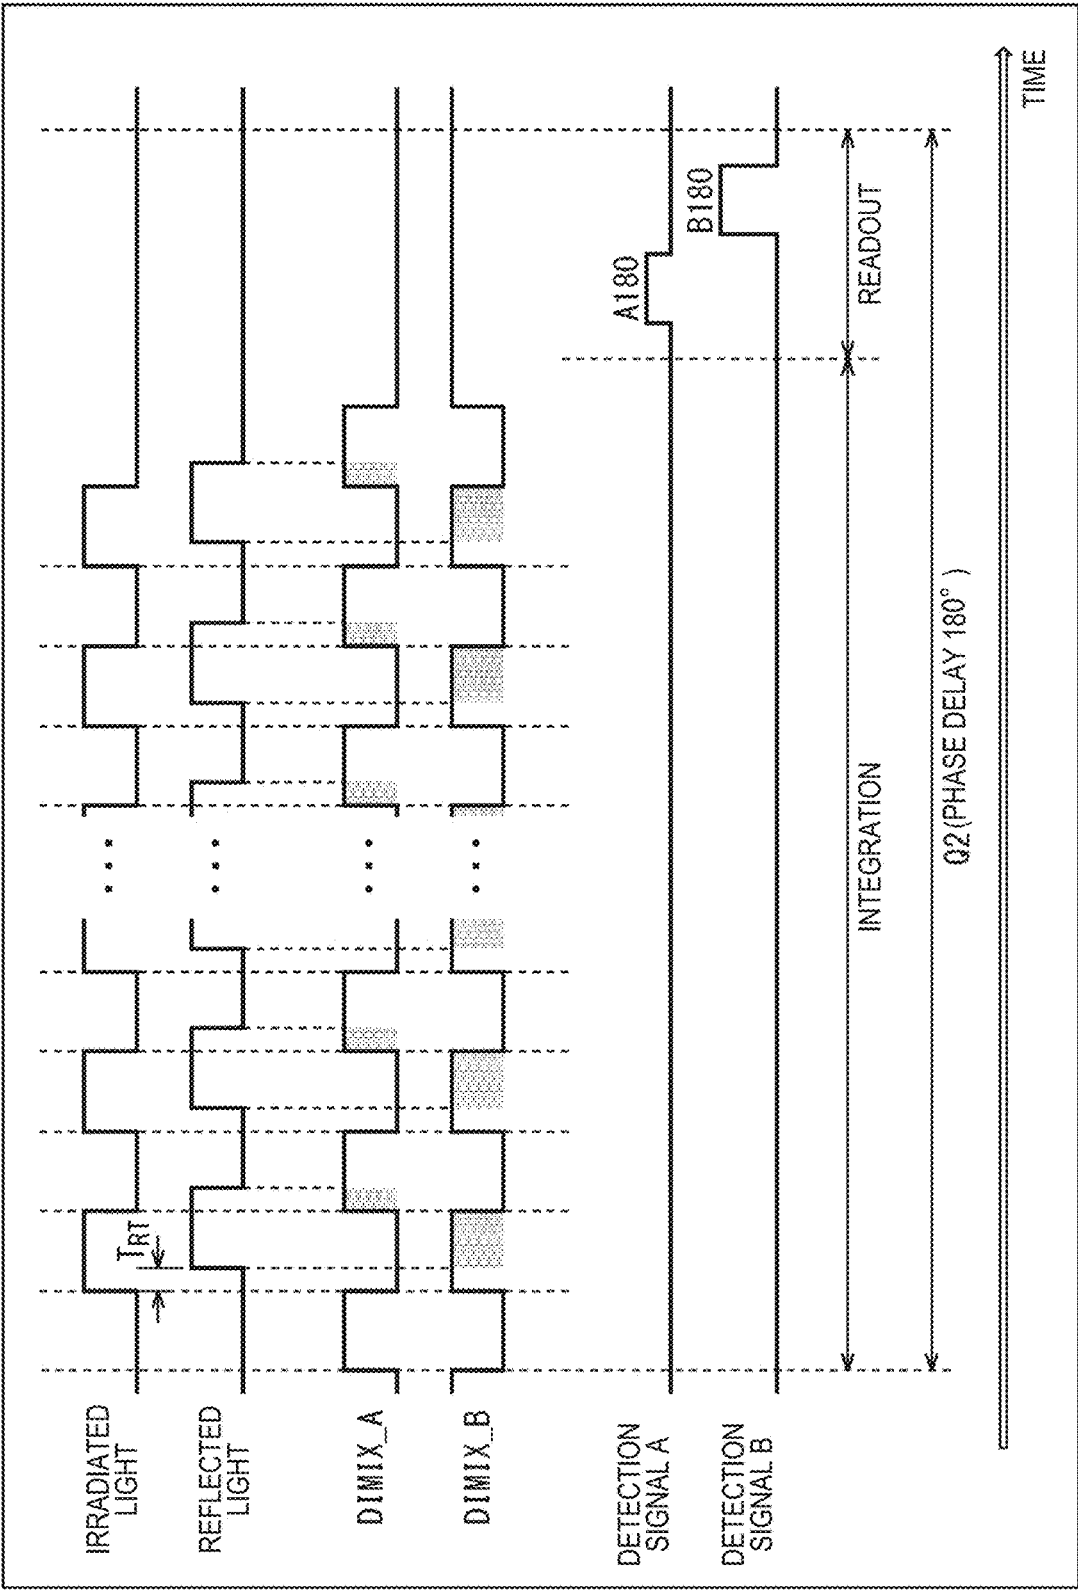 IRRADIATED
LIGHT
REFLECTED
LIGHT
DIMIX_A
DIMIX_B
DETECTION
SIGNAL A
DETECTION
SIGNAL B
TRT
A180
B180
INTEGRATION
READOUT
Q2(PHASE DELAY 180°)
TIME